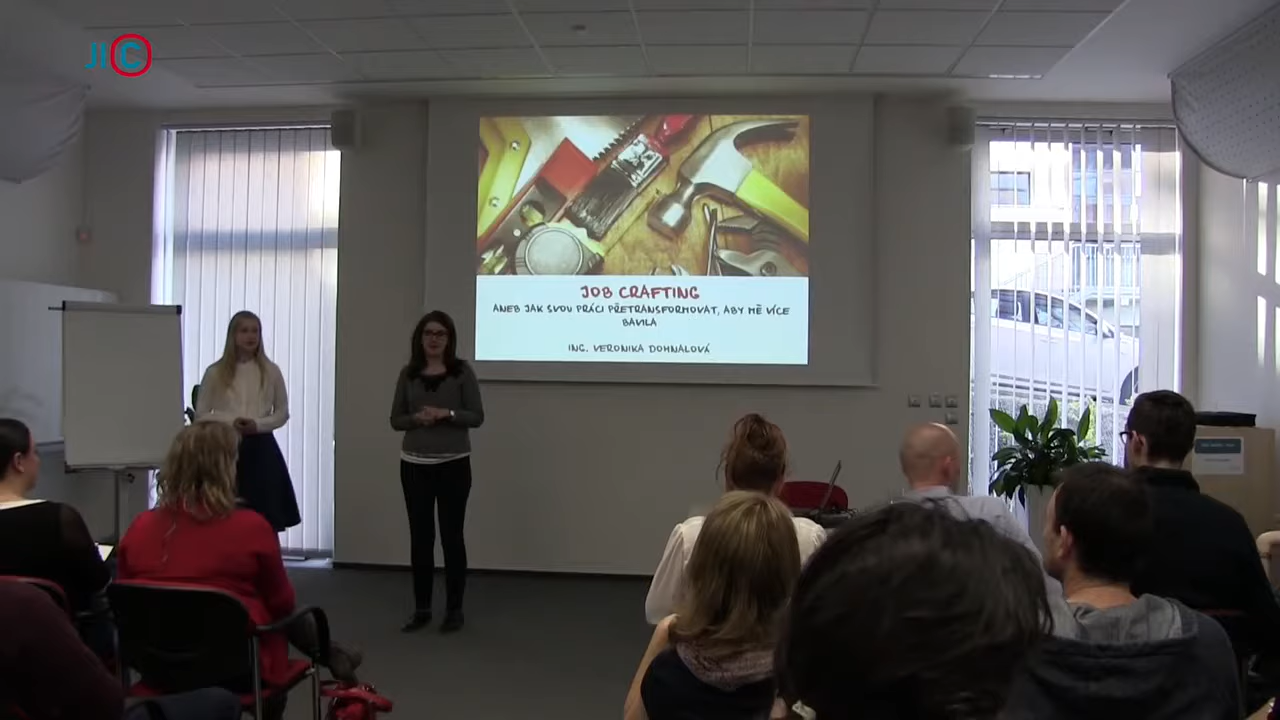 JIC
JOB CRAFTING
ANEB JAK SVOU PRÁCI PŘETRANSFORMOVAT, ABY MĚ VÍCE
BAVILA
ING. VERONIKA DOMNALOVÁ